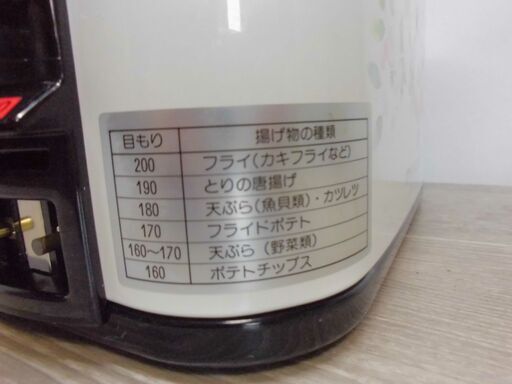 目もり 揚げ物の種類
200 フライ(カキフライなど)
190 とりの唐揚げ
180 天ぷら(魚貝類)・カツレツ
170 フライドポテト
160〜170 天ぷら (野菜類)
160 ポテトチップス